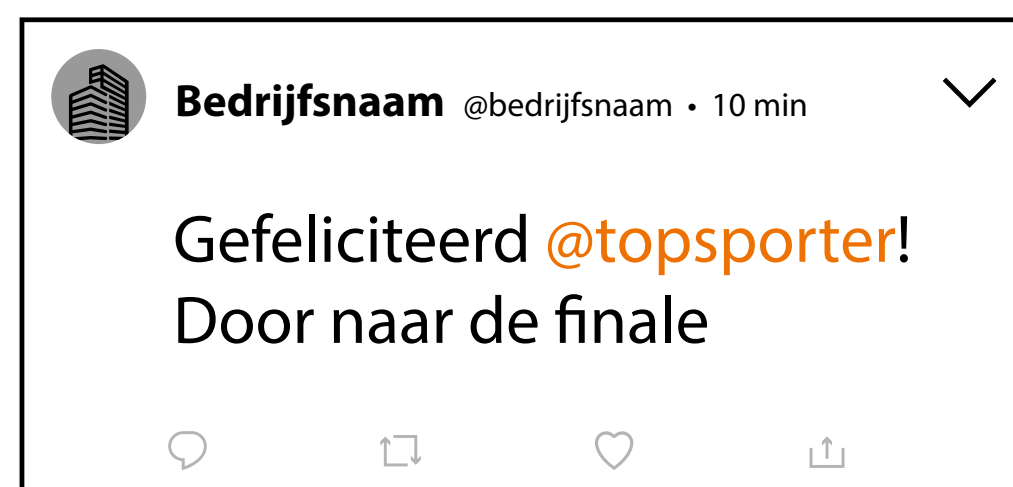 Bedrijfsnaam @bedrijfsnaam • 10 min
Gefeliciteerd @topsporter!
Door naar de finale